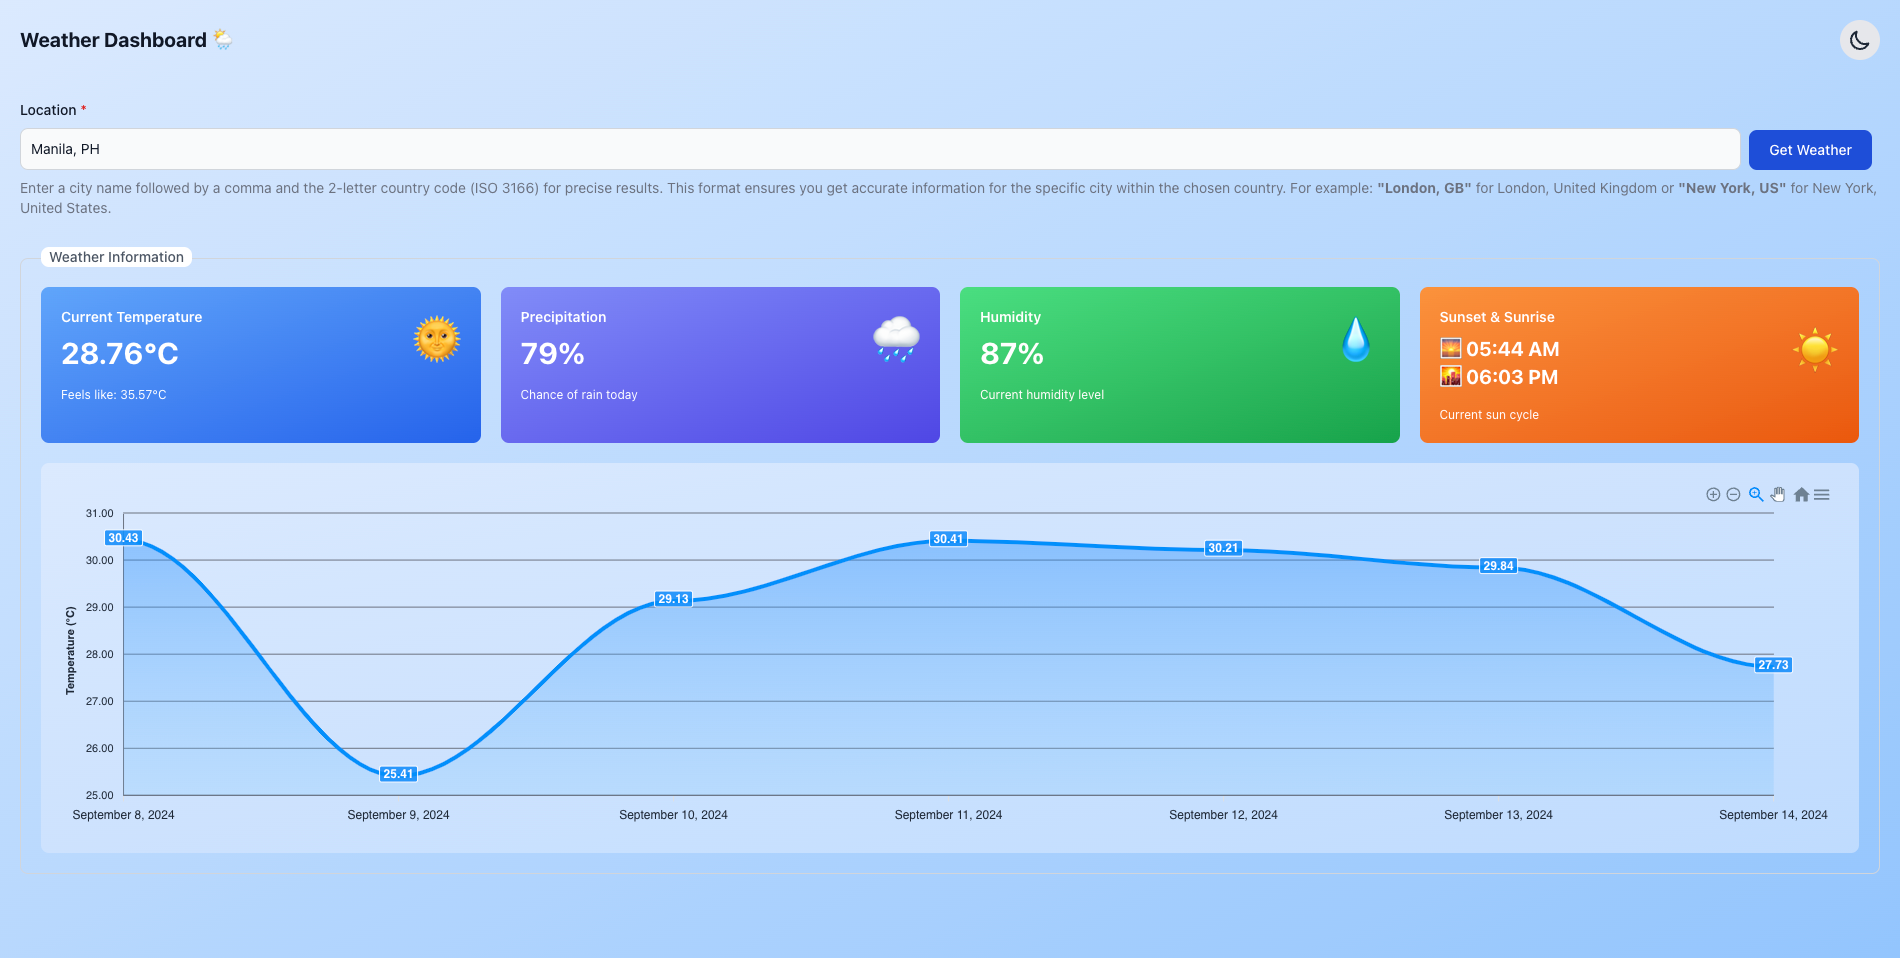 Weather Dashboard
Location *
Manila, PH
Get Weather
Enter a city name followed by a comma and the 2-letter country code (ISO 3166) for precise results. This format ensures you get accurate information for the specific city within the chosen country. For example: "London, GB" for London, United Kingdom or "New York, US" for New York,
United States.
Weather Information
Current Temperature
28.76°C
Feels like: 35.57°C
Precipitation
79%
Chance of rain today
Humidity
87%
Current humidity level
Sunset & Sunrise
05:44 AM
06:03 PM
Current sun cycle
Temperature (°C)
31.00
30.00
29.00
28.00
27.00
26.00
25.00
30.43
25.41
29.13
30.41
30.21
29.84
27.73
September 8, 2024
September 9, 2024
September 10, 2024
September 11, 2024
September 12, 2024
September 13, 2024
September 14, 2024